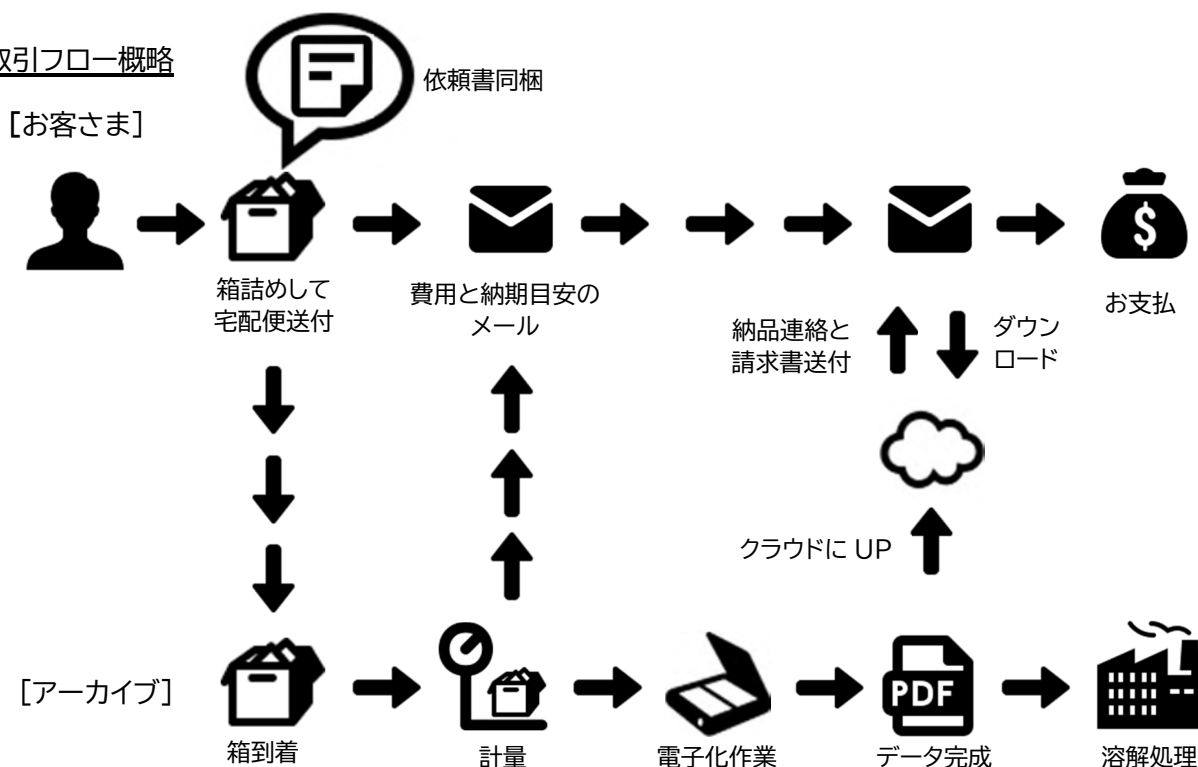 取引フロー概略
依頼書同梱
[お客さま]
$
箱詰めして
宅配便送付
費用と納期目安の
メール
お支払
納品連絡と
請求書送付
ダウン
ロード
クラウドに UP
[アーカイブ]
PDF
箱到着
計量
電子化作業
データ完成
溶解処理